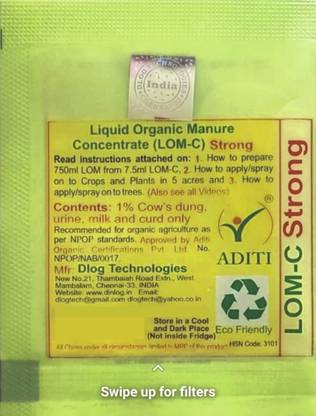 India
Liquid Organic Manure
Concentrate (LOM-C) Strong
Read instructions attached on: 1. How to prepare
750ml LOM from 7.5ml LOM-C, 2. How to apply/spray
on to Crops and Plants in 5 acres and 3. How to
apply/spray on to trees. (Also see all Videos)
Contents: 1% Cow's dung,
urine, milk and curd only
Recommended for organic agriculture as
per NPOP standards. Approved by Aditi
Organic Certifications Pvt. Ltd. No.
NPOP/NAB/0017
Mfr. Dlog Technologies
New No.21, Thambaiah Road Extn., West
Mambalam, Chennai-33, INDIA
Website: www.dlnlog.in Email:
dlogtech@gmail.com dlogtech@yahoo.co.in
Store in a Cool
and Dark Place
(Not inside Fridge)
®
ADITI
Eco Friendly
HSN Code: 3101
LOM-C Strong
Swipe up for filters